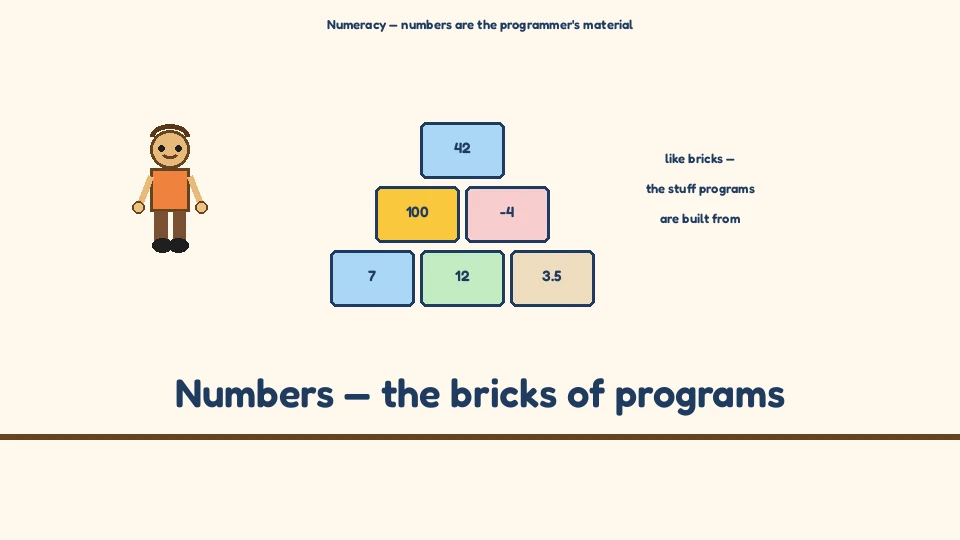 Numeracy — numbers are the programmer's material
42
100
-4
7
12
3.5
like bricks —
the stuff programs
are built from
Numbers — the bricks of programs